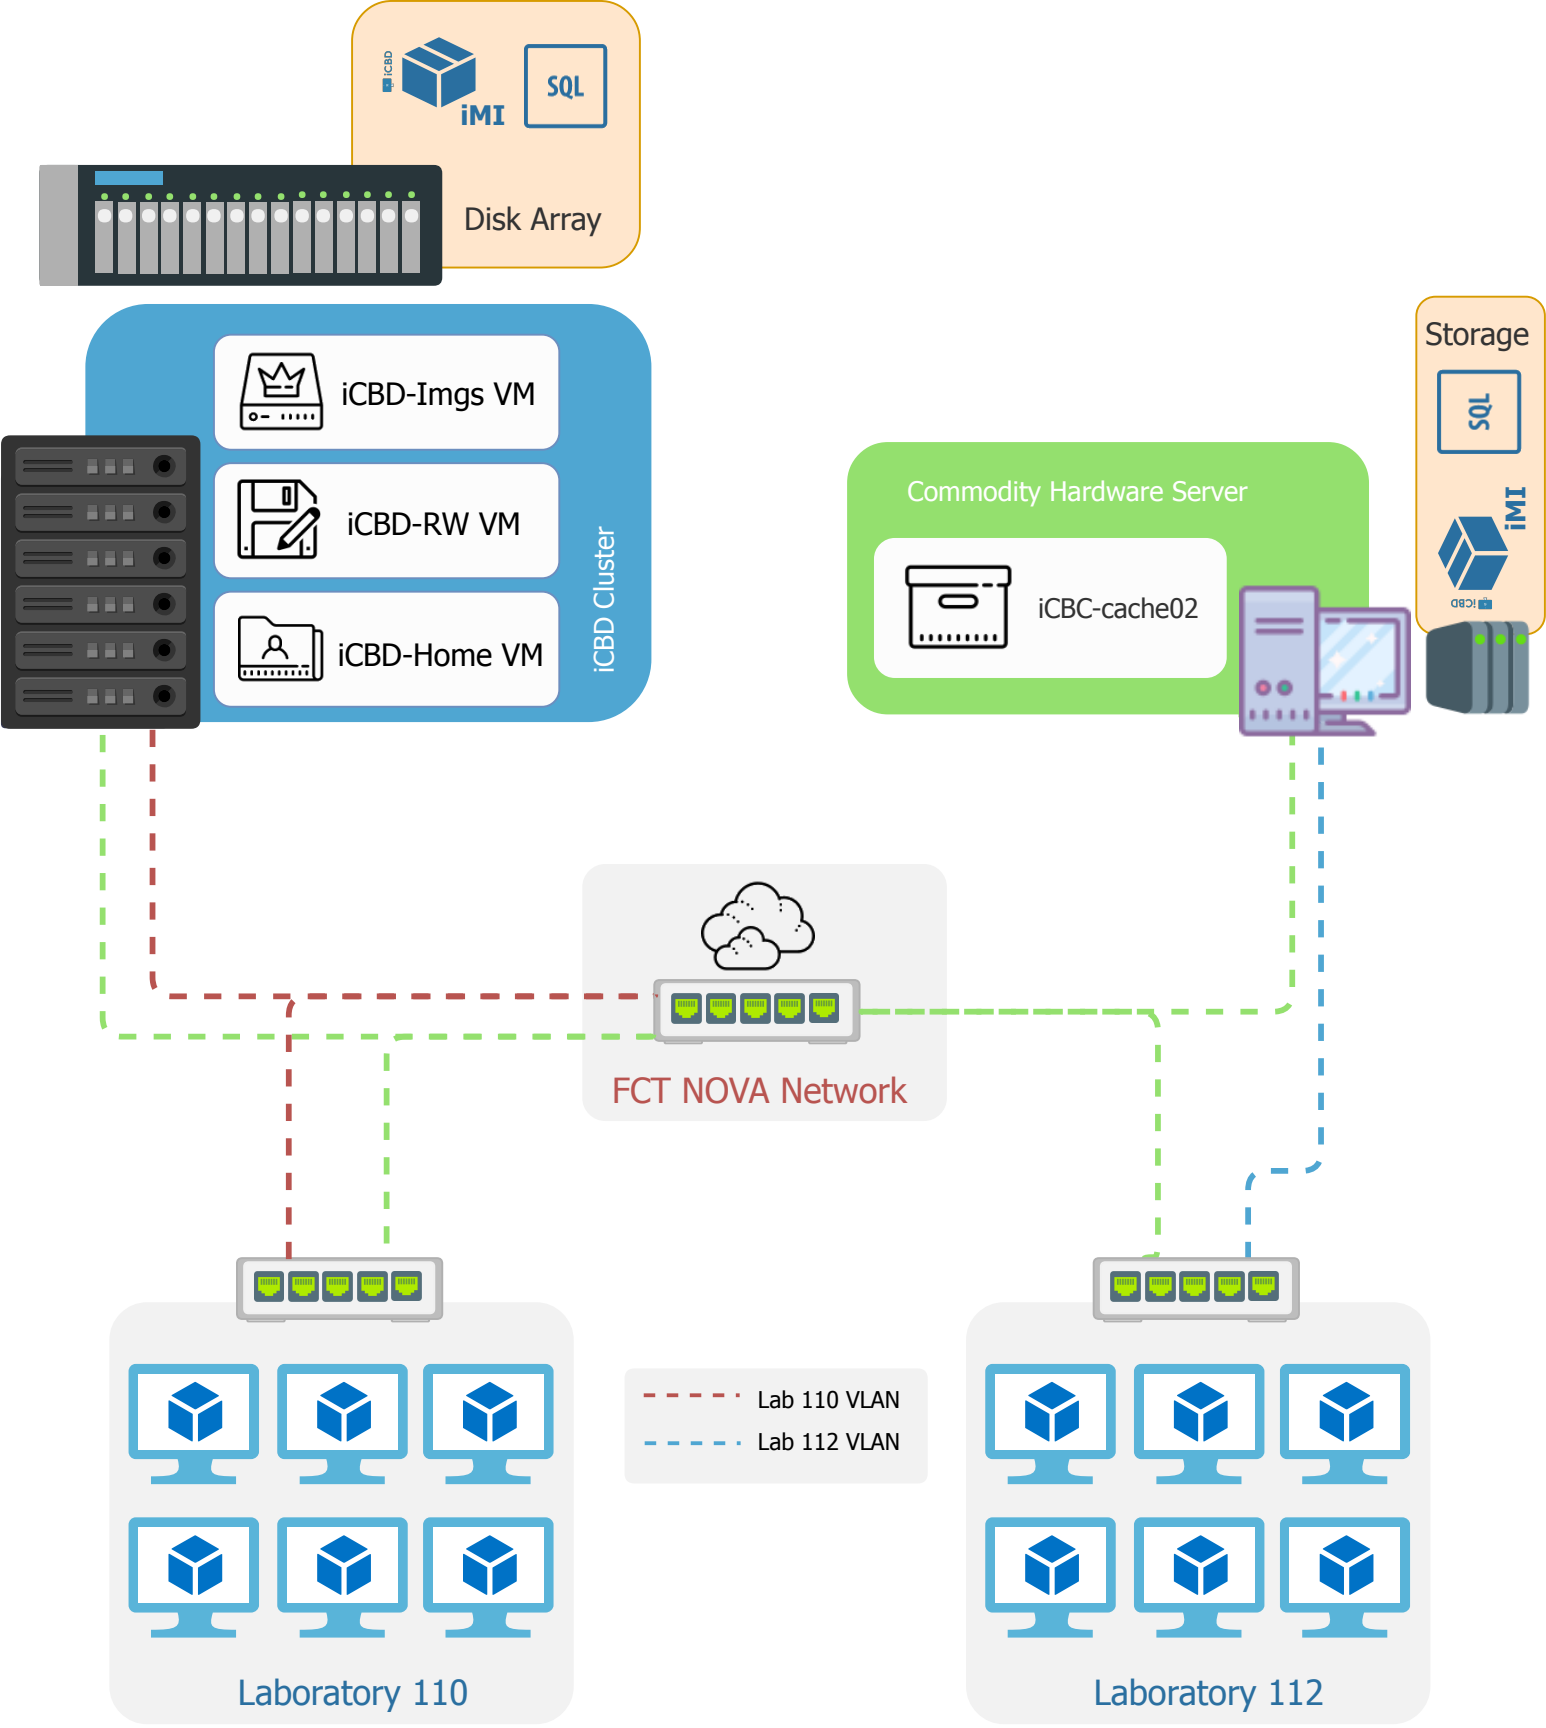 iCBD
iMI
SQL
Disk Array
iCBD-Imgs VM
iCBD-RW VM
iCBD-Home VM
iCBD Cluster
Storage
SQL
iMI
iCBD
Commodity Hardware Server
iCBC-cache02
FCT NOVA Network
Lab 110 VLAN
Lab 112 VLAN
Laboratory 110
Laboratory 112